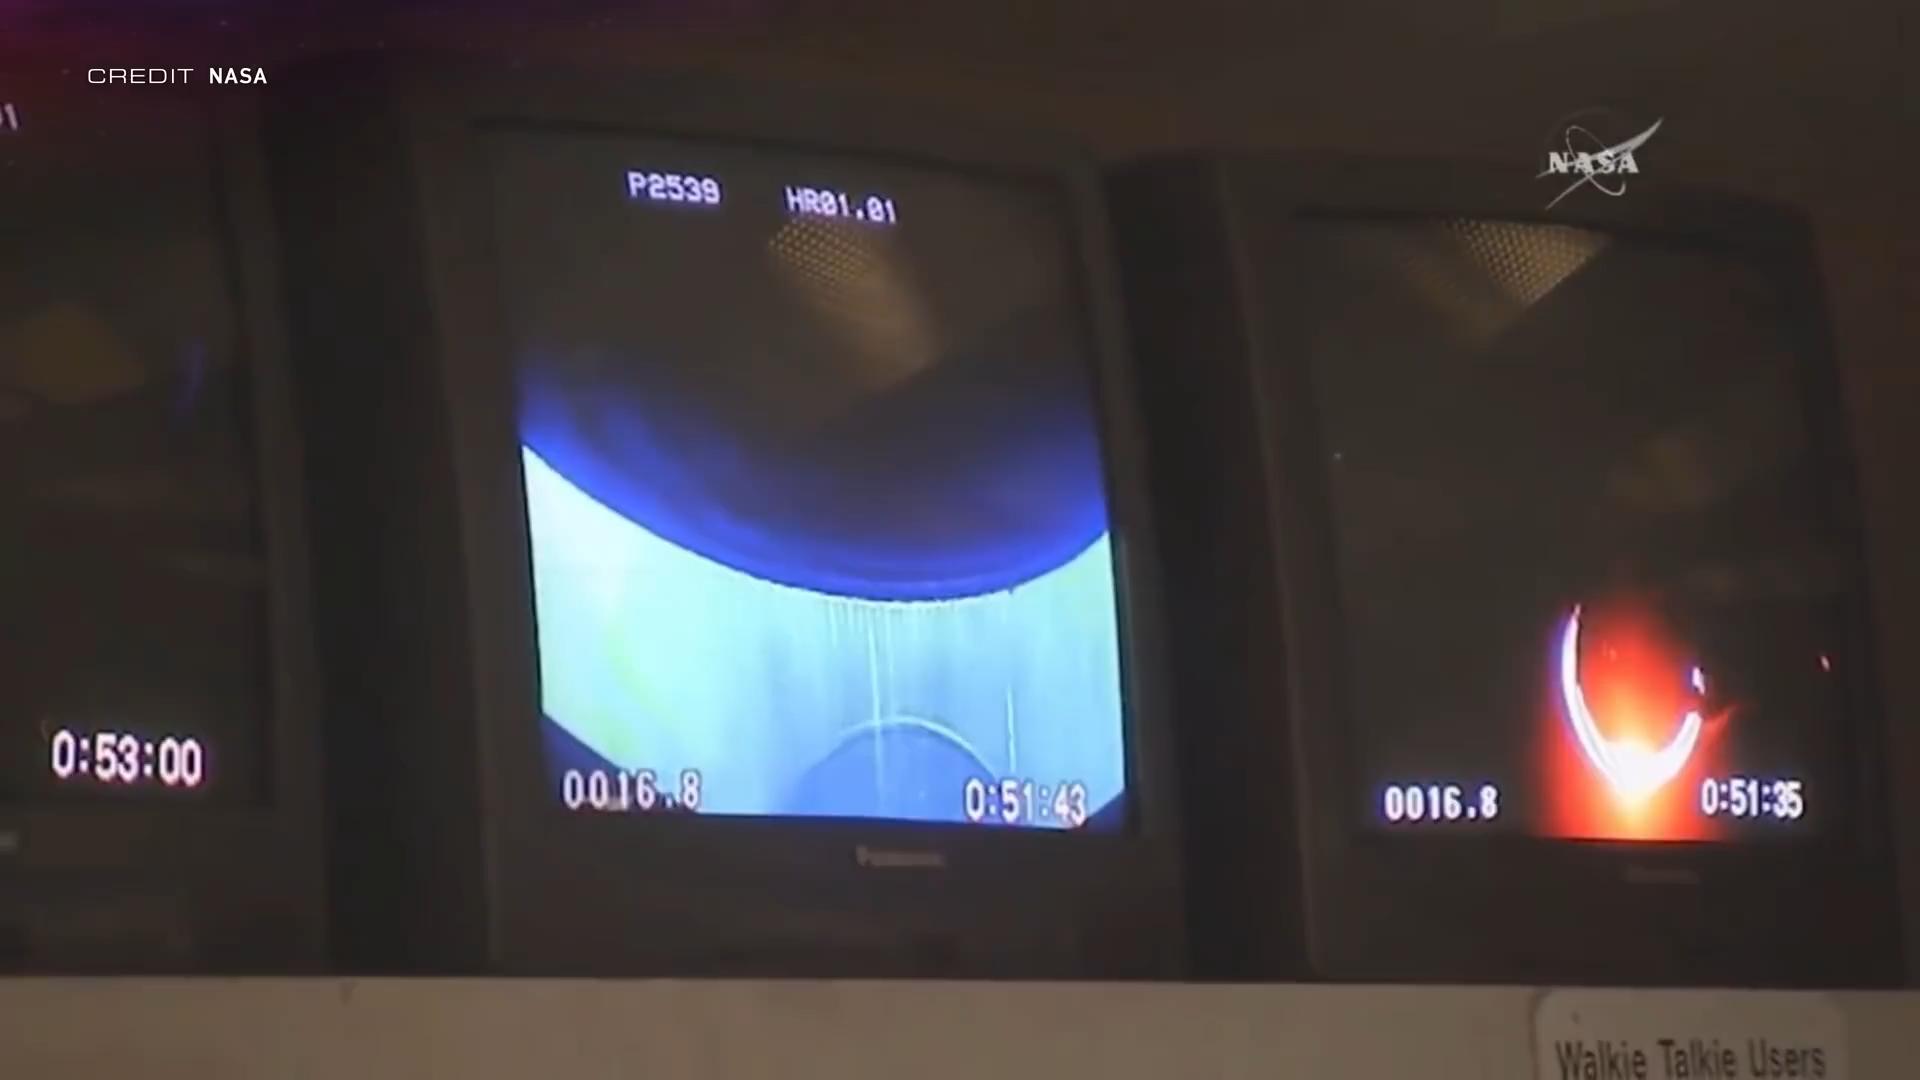 CREDIT NASA
NASA
P2539 HR01.01
0:53:00
0016.8 0:51:43
Panasonic
0016.8 0:51:35
Walkie Talkie Users